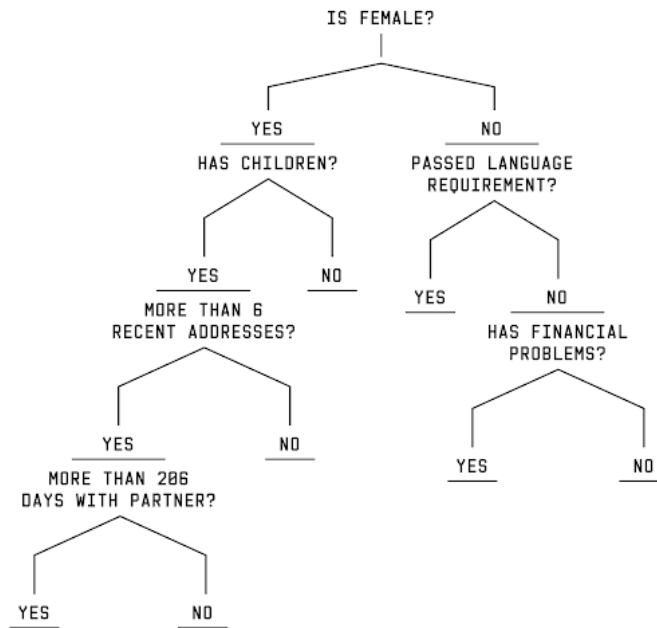 IS FEMALE?
YES
NO
HAS CHILDREN?
PASSED LANGUAGE
REQUIREMENT?
YES
NO
YES
NO
MORE THAN 6
RECENT ADDRESSES?
HAS FINANCIAL
PROBLEMS?
YES
NO
YES
NO
MORE THAN 206
DAYS WITH PARTNER?
YES
NO